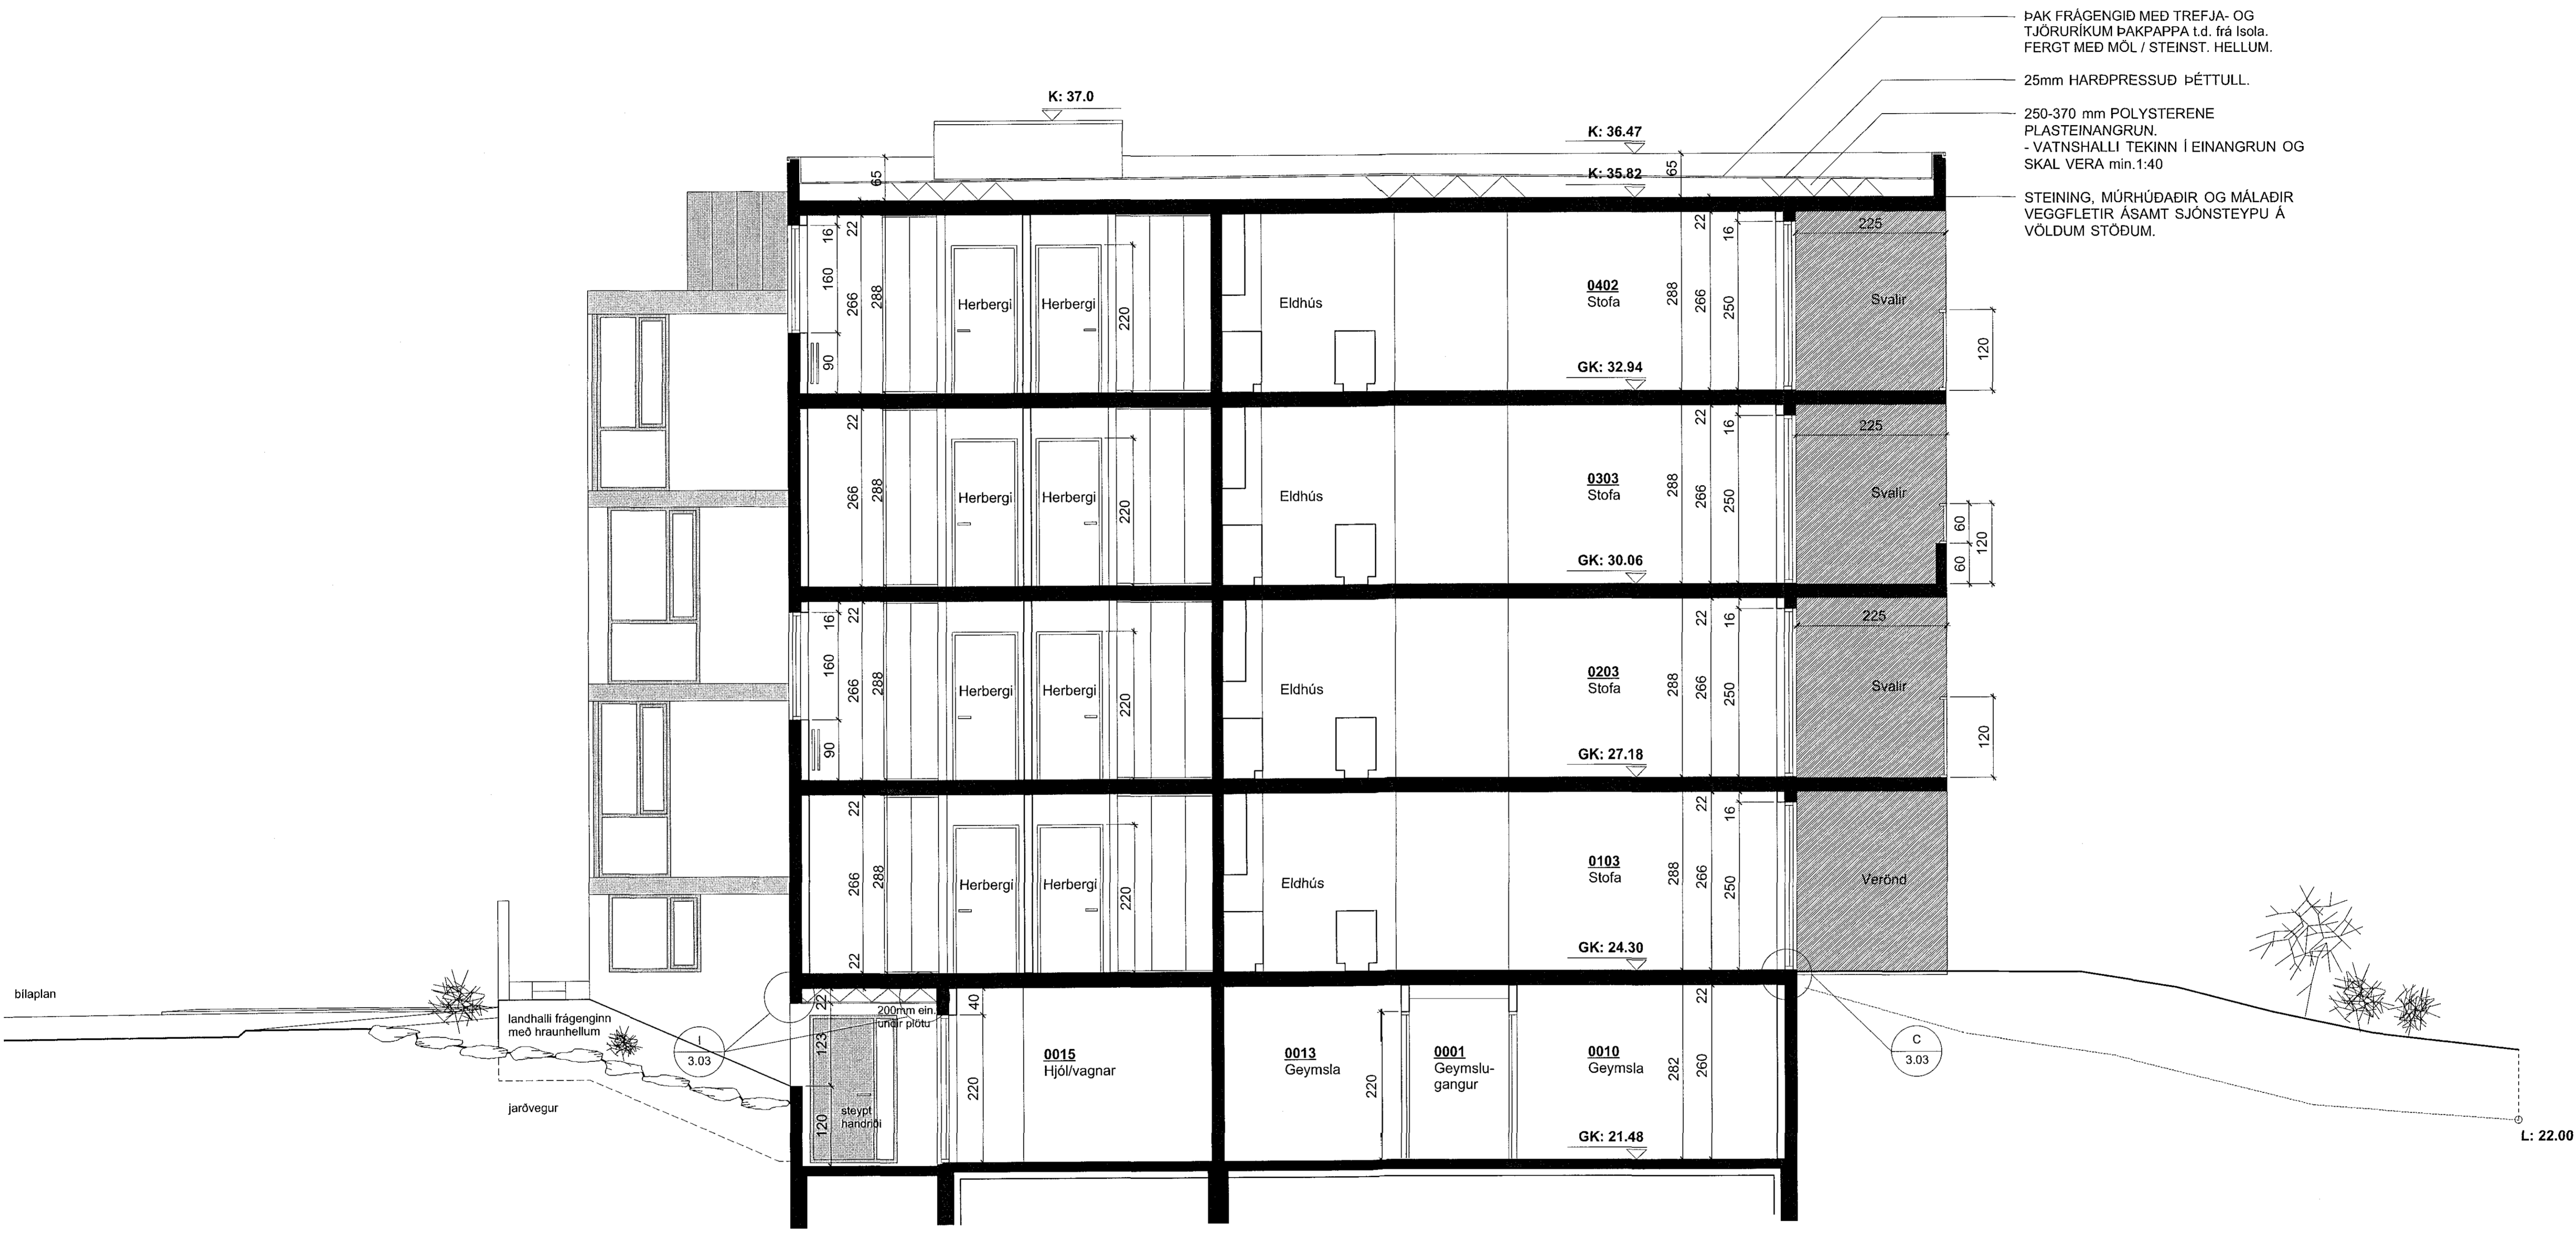 ÞAK FRÁGENGIÐ MEÐ TREFJA- OG
TJÖRURÍKUM ÞAKPAPPA t.d. frá Isola.
FERGT MEÐ MÖL / STEINST. HELLUM.
25mm HARÐPRESSUÐ ÞÉTTULL.
250-370 mm POLYSTERENE
PLASTEINANGRUN.
- VATNSHALLI TEKINN Í EINANGRUN OG
SKAL VERA min.1:40
STEINING, MÚRHÚÐAÐIR OG MÁLAÐIR
VEGGFLETIR ÁSAMT SJÓNSTEYPU Á
VÖLDUM STÖÐUM.
K: 37.0
K: 36.47
K: 35.82
65
65
16
22
160
266
288
90
Herbergi
Herbergi
220
Eldhús
0402
Stofa
GK: 32.94
288
22
266
16
250
225
Svalir
120
22
266
288
Herbergi
Herbergi
220
Eldhús
0303
Stofa
GK: 30.06
288
22
266
16
250
225
Svalir
60
60
120
16
22
160
266
288
90
Herbergi
Herbergi
220
Eldhús
0203
Stofa
GK: 27.18
288
22
266
16
250
225
Svalir
120
22
266
288
22
Herbergi
Herbergi
220
Eldhús
0103
Stofa
GK: 24.30
288
22
266
16
250
Verönd
bílaplan
landhalli frágenginn
með hraunhellum
jarðvegur
I
3.03
22
123
120
200mm ein.
undir plötu
steypt
handriði
40
220
0015
Hjól/vagnar
0013
Geymsla
220
0001
Geymslu-
gangur
0010
Geymsla
GK: 21.48
282
22
260
C
3.03
L: 22.00